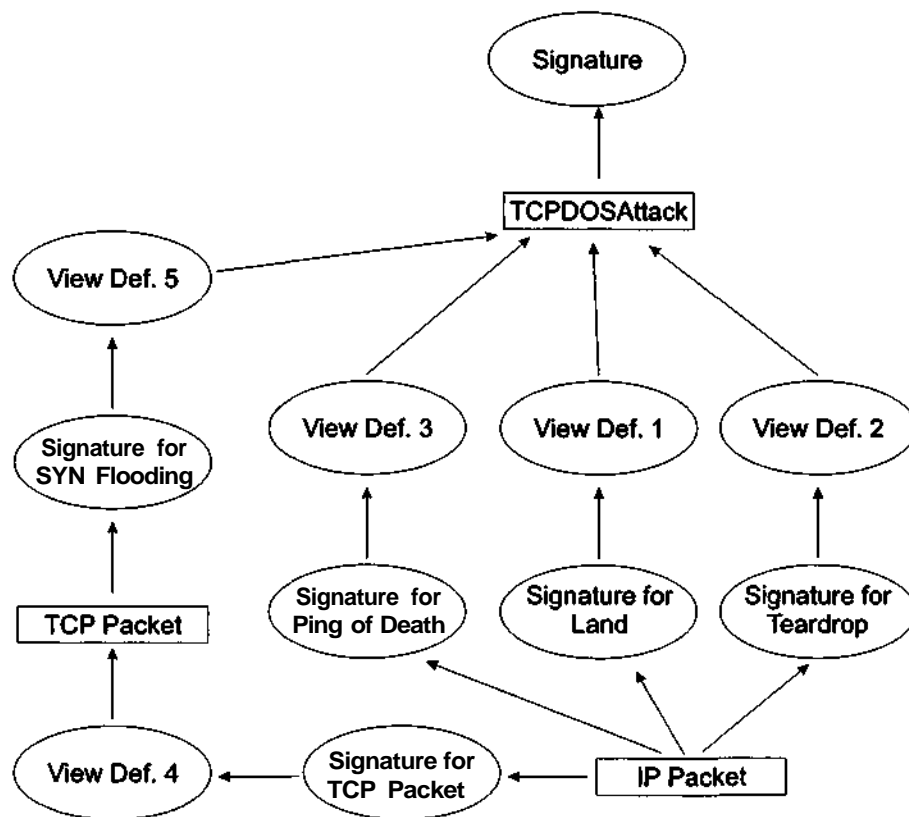 Signature
TCPDOSAttack
View Def. 5
View Def. 3
View Def. 1
View Def. 2
Signature for
SYN Flooding
Signature for
Ping of Death
Signature for
Land
Signature for
Teardrop
TCP Packet
View Def. 4
Signature for
TCP Packet
IP Packet